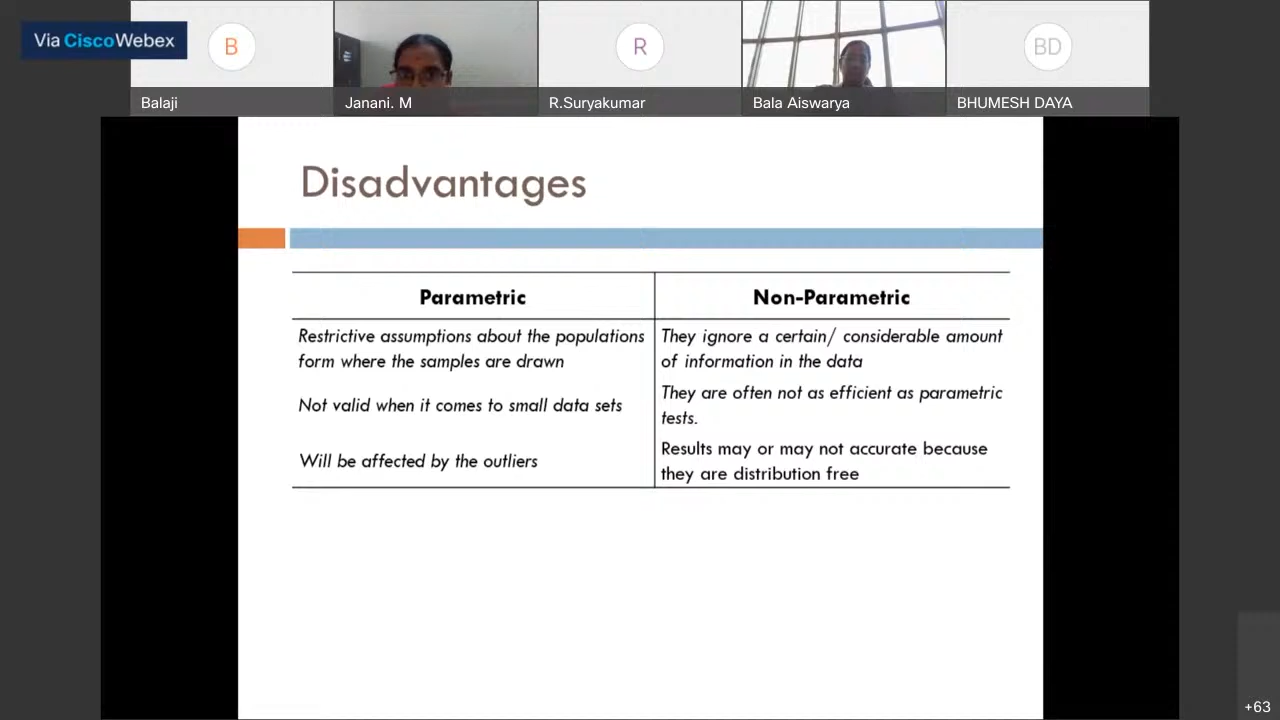 Via CiscoWebex
B
R
BD
Balaji
Janani. M
R.Suryakumar
Bala Aiswarya
BHUMESH DAYA
Disadvantages
Parametric
Non-Parametric
Restrictive assumptions about the populations
form where the samples are drawn
They ignore a certain/ considerable amount
of information in the data
Not valid when it comes to small data sets
They are often not as efficient as parametric
tests.
Will be affected by the outliers
Results may or may not accurate because
they are distribution free
+63